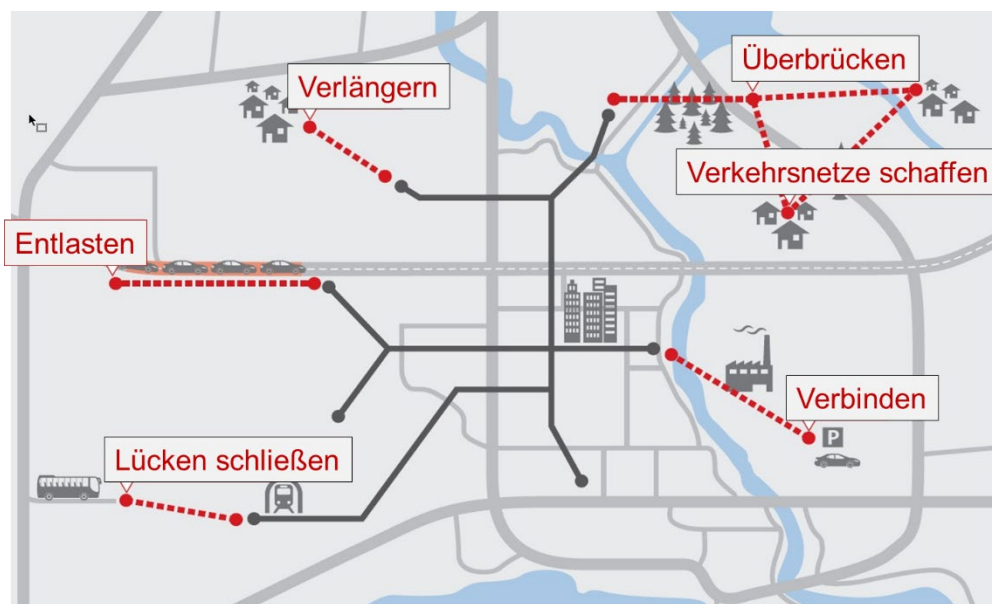 Überbrücken
Verlängern
Verkehrsnetze schaffen
Entlasten
Verbinden
P
Lücken schließen